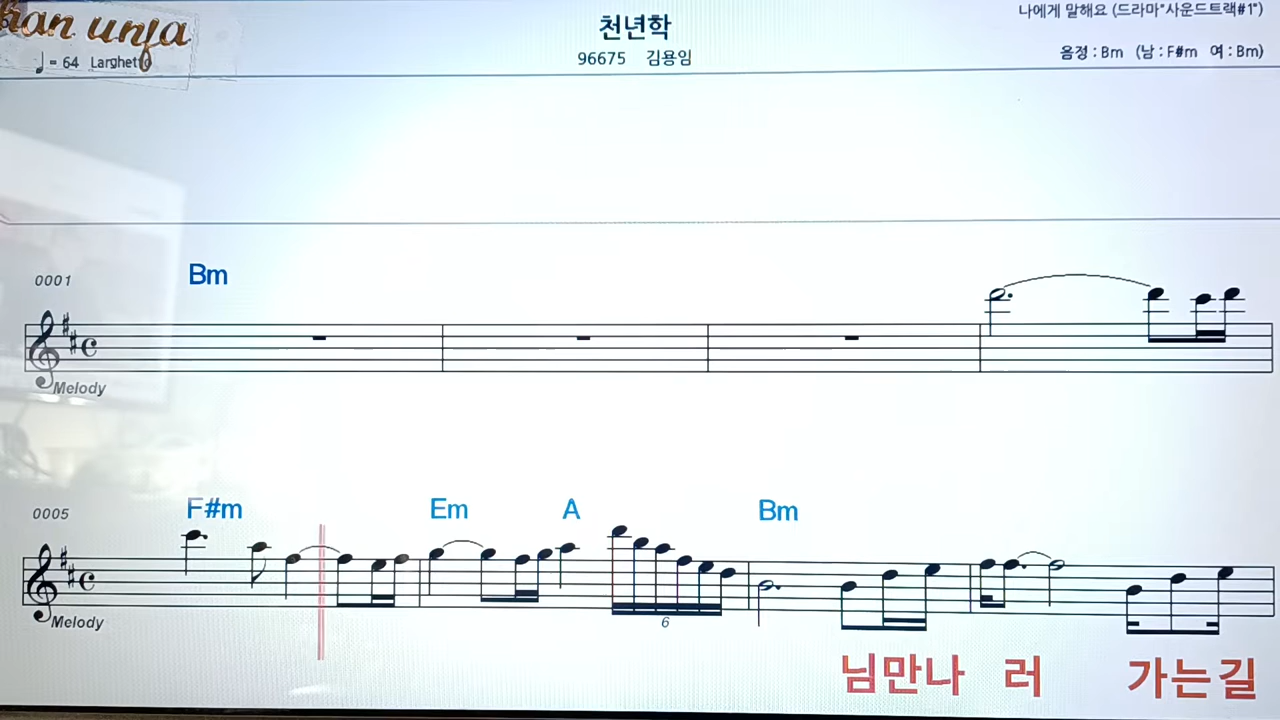 천년학
나에게 말해요 (드라마"사운드트랙#1")
♩= 64 Larghetto
96675 김용임
음정 : Bm (남 : F#m 여 : Bm)
0001 Bm
Melody
0005 F#m Em A Bm
6
Melody
님만나 러 가는길